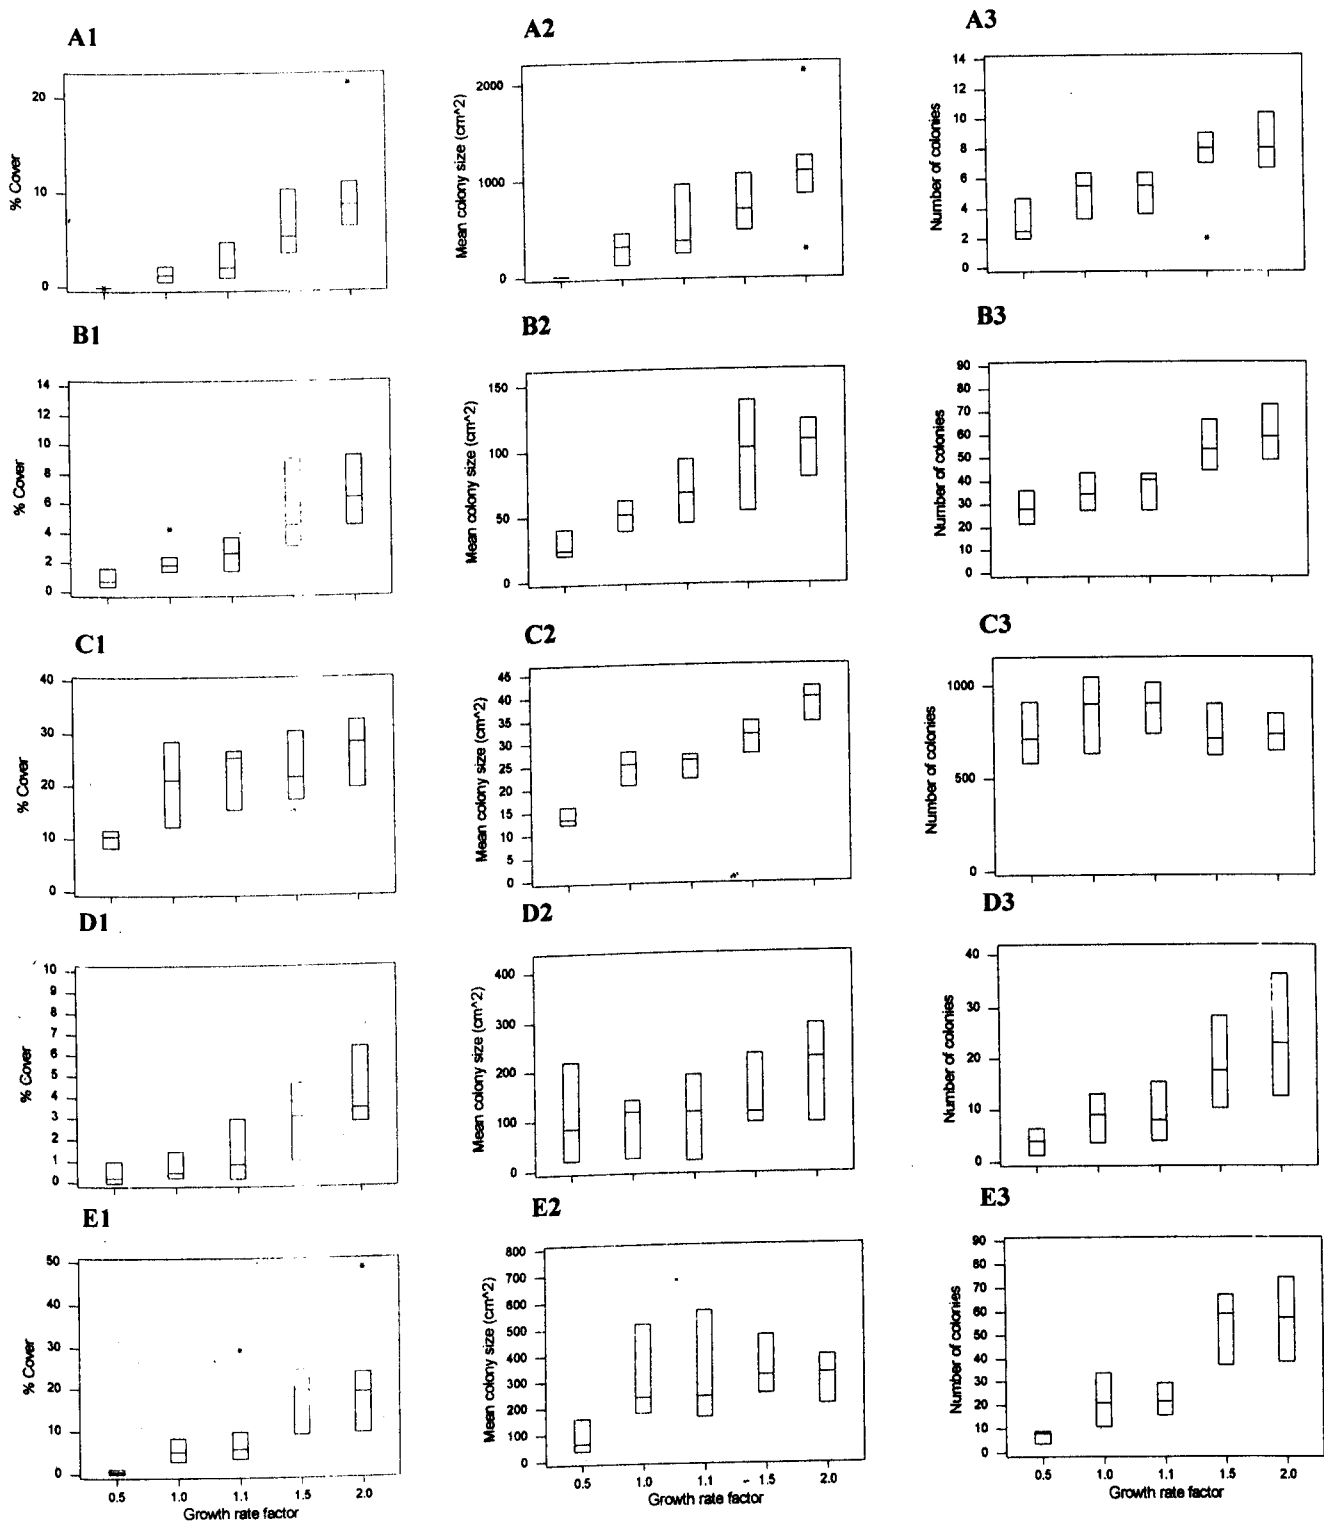 A1
% Cover
20
10
0
A2
Mean colony size (cm^2)
2000
1000
0
A3
Number of colonies
14
12
10
8
6
4
2
0
B1
% Cover
14
12
10
8
6
4
2
0
B2
Mean colony size (cm^2)
150
100
50
0
B3
Number of colonies
90
80
70
60
50
40
30
20
10
0
C1
% Cover
40
30
20
10
0
C2
Mean colony size (cm^2)
45
40
35
30
25
20
15
10
5
0
C3
Number of colonies
1000
500
0
D1
% Cover
10
9
8
7
6
5
4
3
2
1
0
D2
Mean colony size (cm^2)
400
300
200
100
0
D3
Number of colonies
40
30
20
10
0
E1
% Cover
50
40
30
20
10
0
0.5 1.0 1.1 1.5 2.0
Growth rate factor
E2
Mean colony size (cm^2)
800
700
600
500
400
300
200
100
0
0.5 1.0 1.1 1.5 2.0
Growth rate factor
E3
Number of colonies
90
80
70
60
50
40
30
20
10
0
0.5 1.0 1.1 1.5 2.0
Growth rate factor